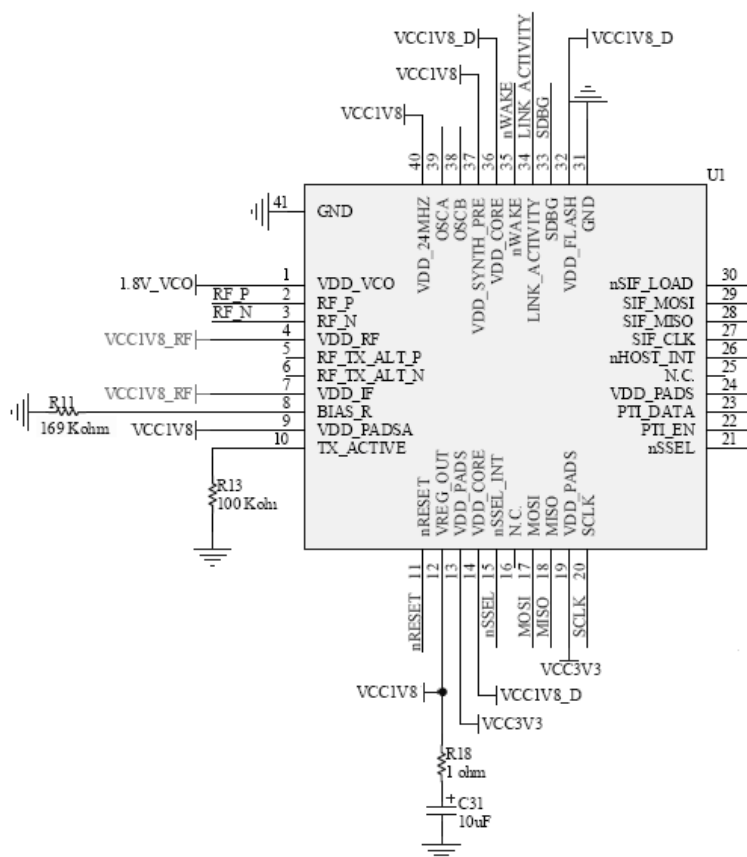 VCC1V8_D
VCC1V8
VCC1V8
nWAKE
LINK_ACTIVITY
SDBG
VCC1V8_D
40
39
38
37
36
35
34
33
32
31
U1
41
GND
VDD_24MHZ
OSCA
OSCB
VDD_SYNTH_PRE
VDD_CORE
nWAKE
LINK_ACTIVITY
SDBG
VDD_FLASH
GND
1.8V_VCO 1 VDD_VCO
RF_P 2 RF_P
RF_N 3 RF_N
VCC1V8_RF 4 VDD_RF
5 RF_TX_ALT_P
6 RF_TX_ALT_N
VCC1V8_RF 7 VDD_IF
R11 8 BIAS_R
169 Kohm
VCC1V8 9 VDD_PADSA
10 TX_ACTIVE
nSIF_LOAD 30
SIF_MOSI 29
SIF_MISO 28
SIF_CLK 27
nHOST_INT 26
N.C. 25
VDD_PADS 24
PTI_DATA 23
PTI_EN 22
nSSEL 21
R13
100 Koh
nRESET
VREG_OUT
VDD_PADS
VDD_CORE
nSSEL_INT
N.C.
MOSI
MISO
VDD_PADS
SCLK
11
12
13
14
15
16
17
18
19
20
nRESET
nSSEL
MOSI
MISO
SCLK
VCC3V3
VCC1V8
VCC1V8_D
VCC3V3
R18
1 ohm
+
C31
10uF